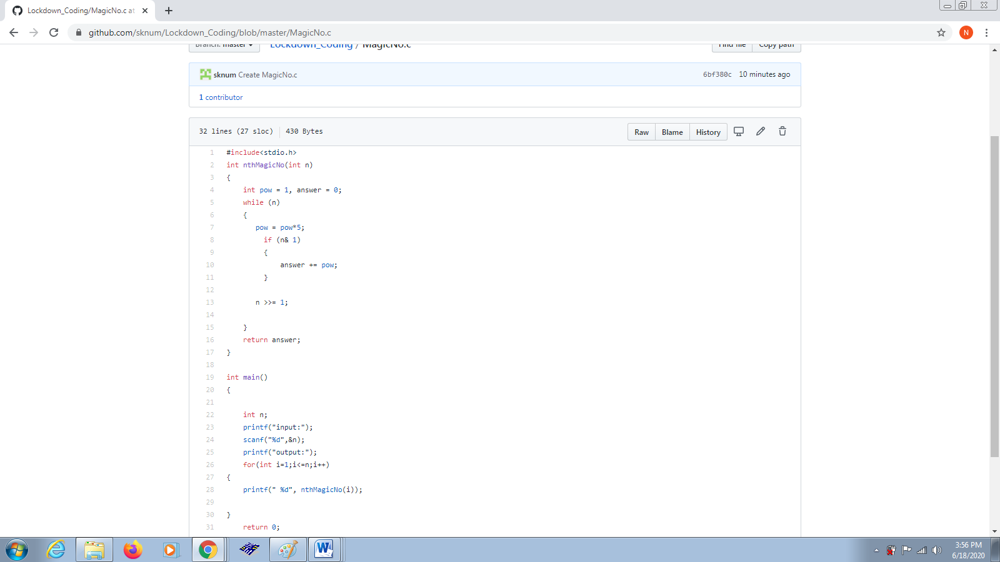 Lockdown_Coding/MagicNo.c at
github.com/sknum/Lockdown_Coding/blob/master/MagicNo.c
N
Branch: master Lockdown_Coding / MagicNo.c Find file Copy path
sknum Create MagicNo.c 6bf380c 10 minutes ago
1 contributor
32 lines (27 sloc) 430 Bytes Raw Blame History
1 #include<stdio.h>
2 int nthMagicNo(int n)
3 {
4 int pow = 1, answer = 0;
5 while (n)
6 {
7 pow = pow*5;
8 if (n& 1)
9 {
10 answer += pow;
11 }
12
13 n >>= 1;
14
15 }
16 return answer;
17 }
18
19 int main()
20 {
21
22 int n;
23 printf("input:");
24 scanf("%d",&n);
25 printf("output:");
26 for(int i=1;i<=n;i++)
27 {
28 printf(" %d", nthMagicNo(i));
29
30 }
31 return 0;
3:56 PM
6/18/2020